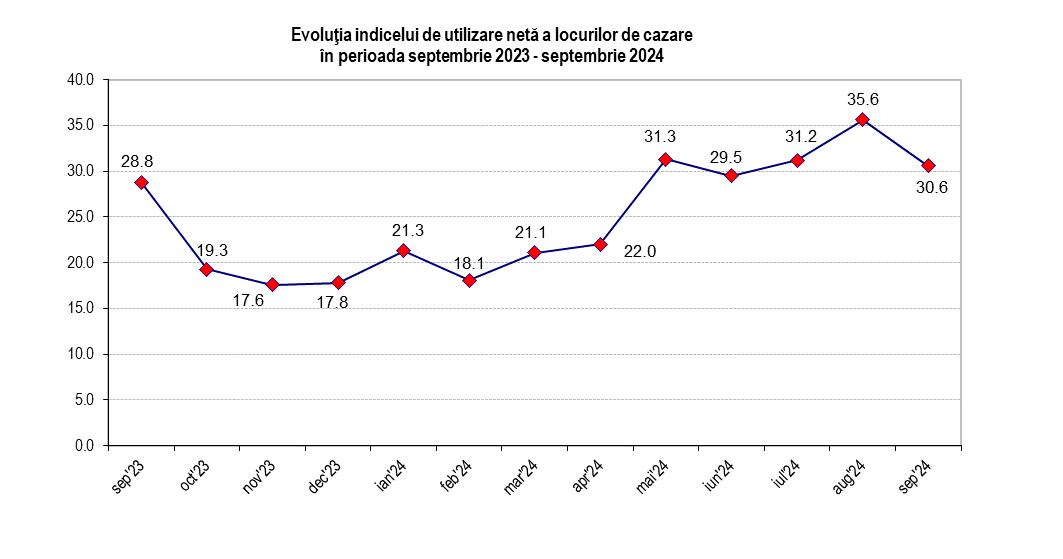 Evoluţia indicelui de utilizare netă a locurilor de cazare
în perioada septembrie 2023 - septembrie 2024
40.0
35.0
30.0
25.0
20.0
15.0
10.0
5.0
0.0
28.8
19.3
17.6
17.8
21.3
18.1
21.1
22.0
31.3
29.5
31.2
35.6
30.6
sep'23
oct'23
nov'23
dec'23
ian'24
feb'24
mar'24
apr'24
mai'24
iun'24
iul'24
aug'24
sep'24